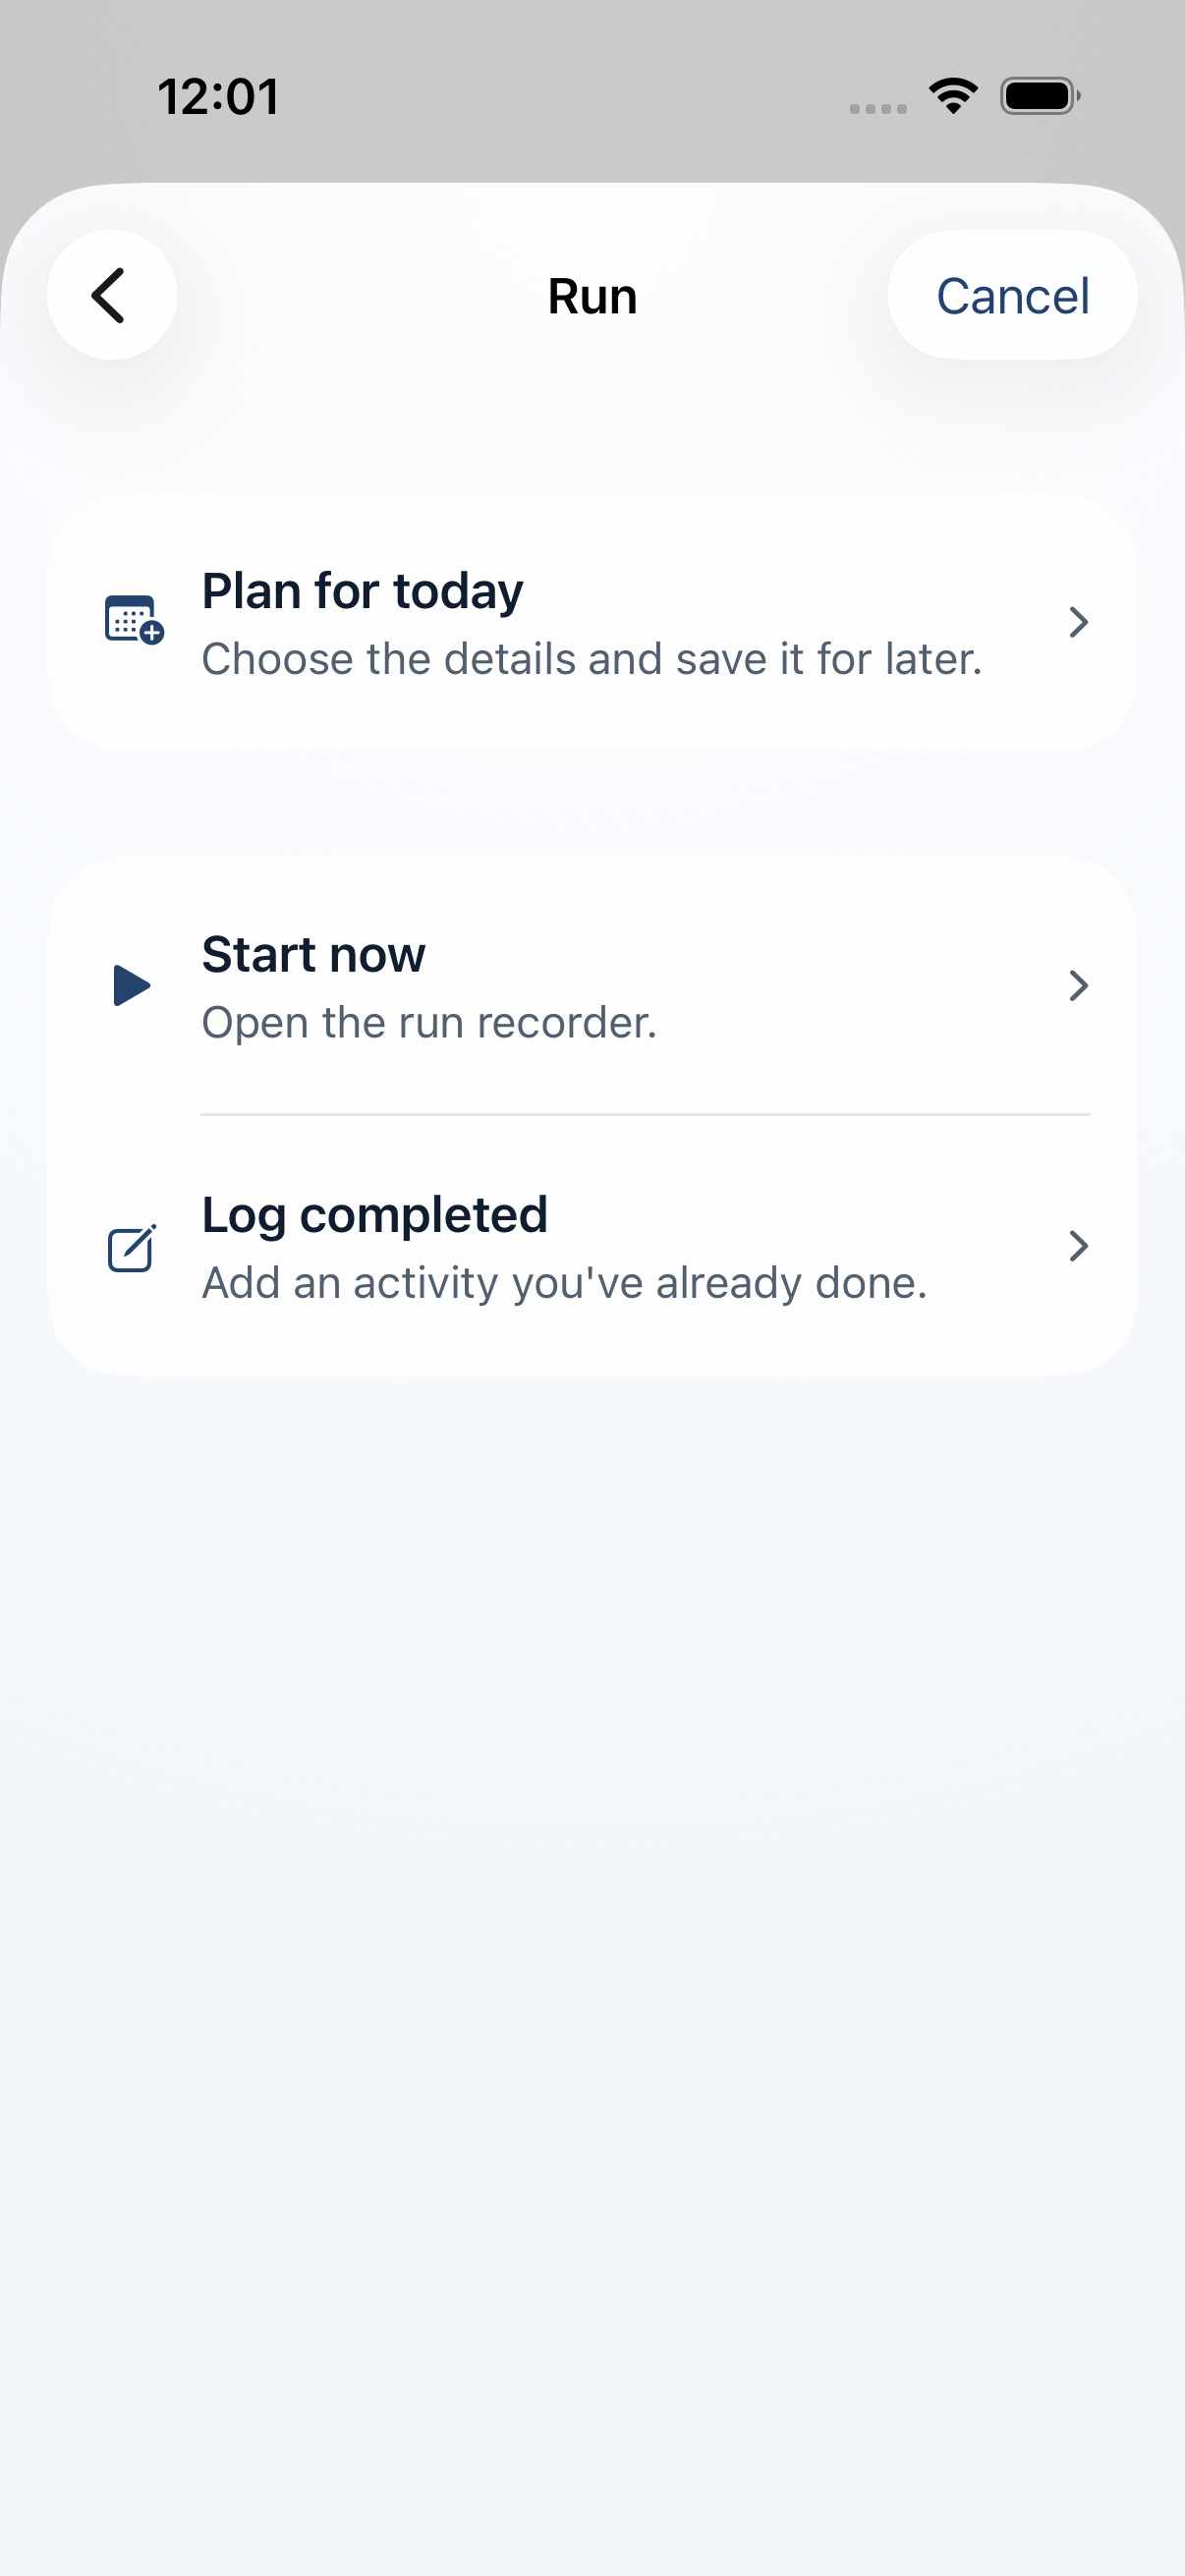 12:01
Run
Cancel
Plan for today
Choose the details and save it for later.
Start now
Open the run recorder.
Log completed
Add an activity you've already done.